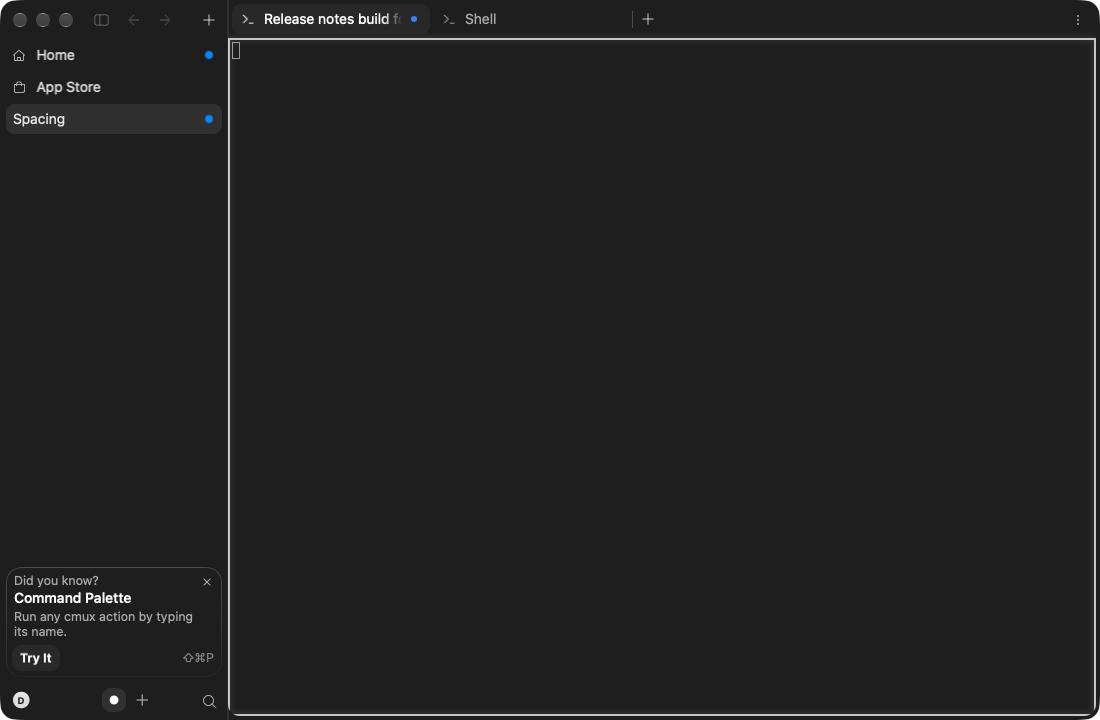 Release notes build
Shell
Home
App Store
Spacing
Did you know?
Command Palette
Run any cmux action by typing
its name.
Try It
⇧⌘P
D